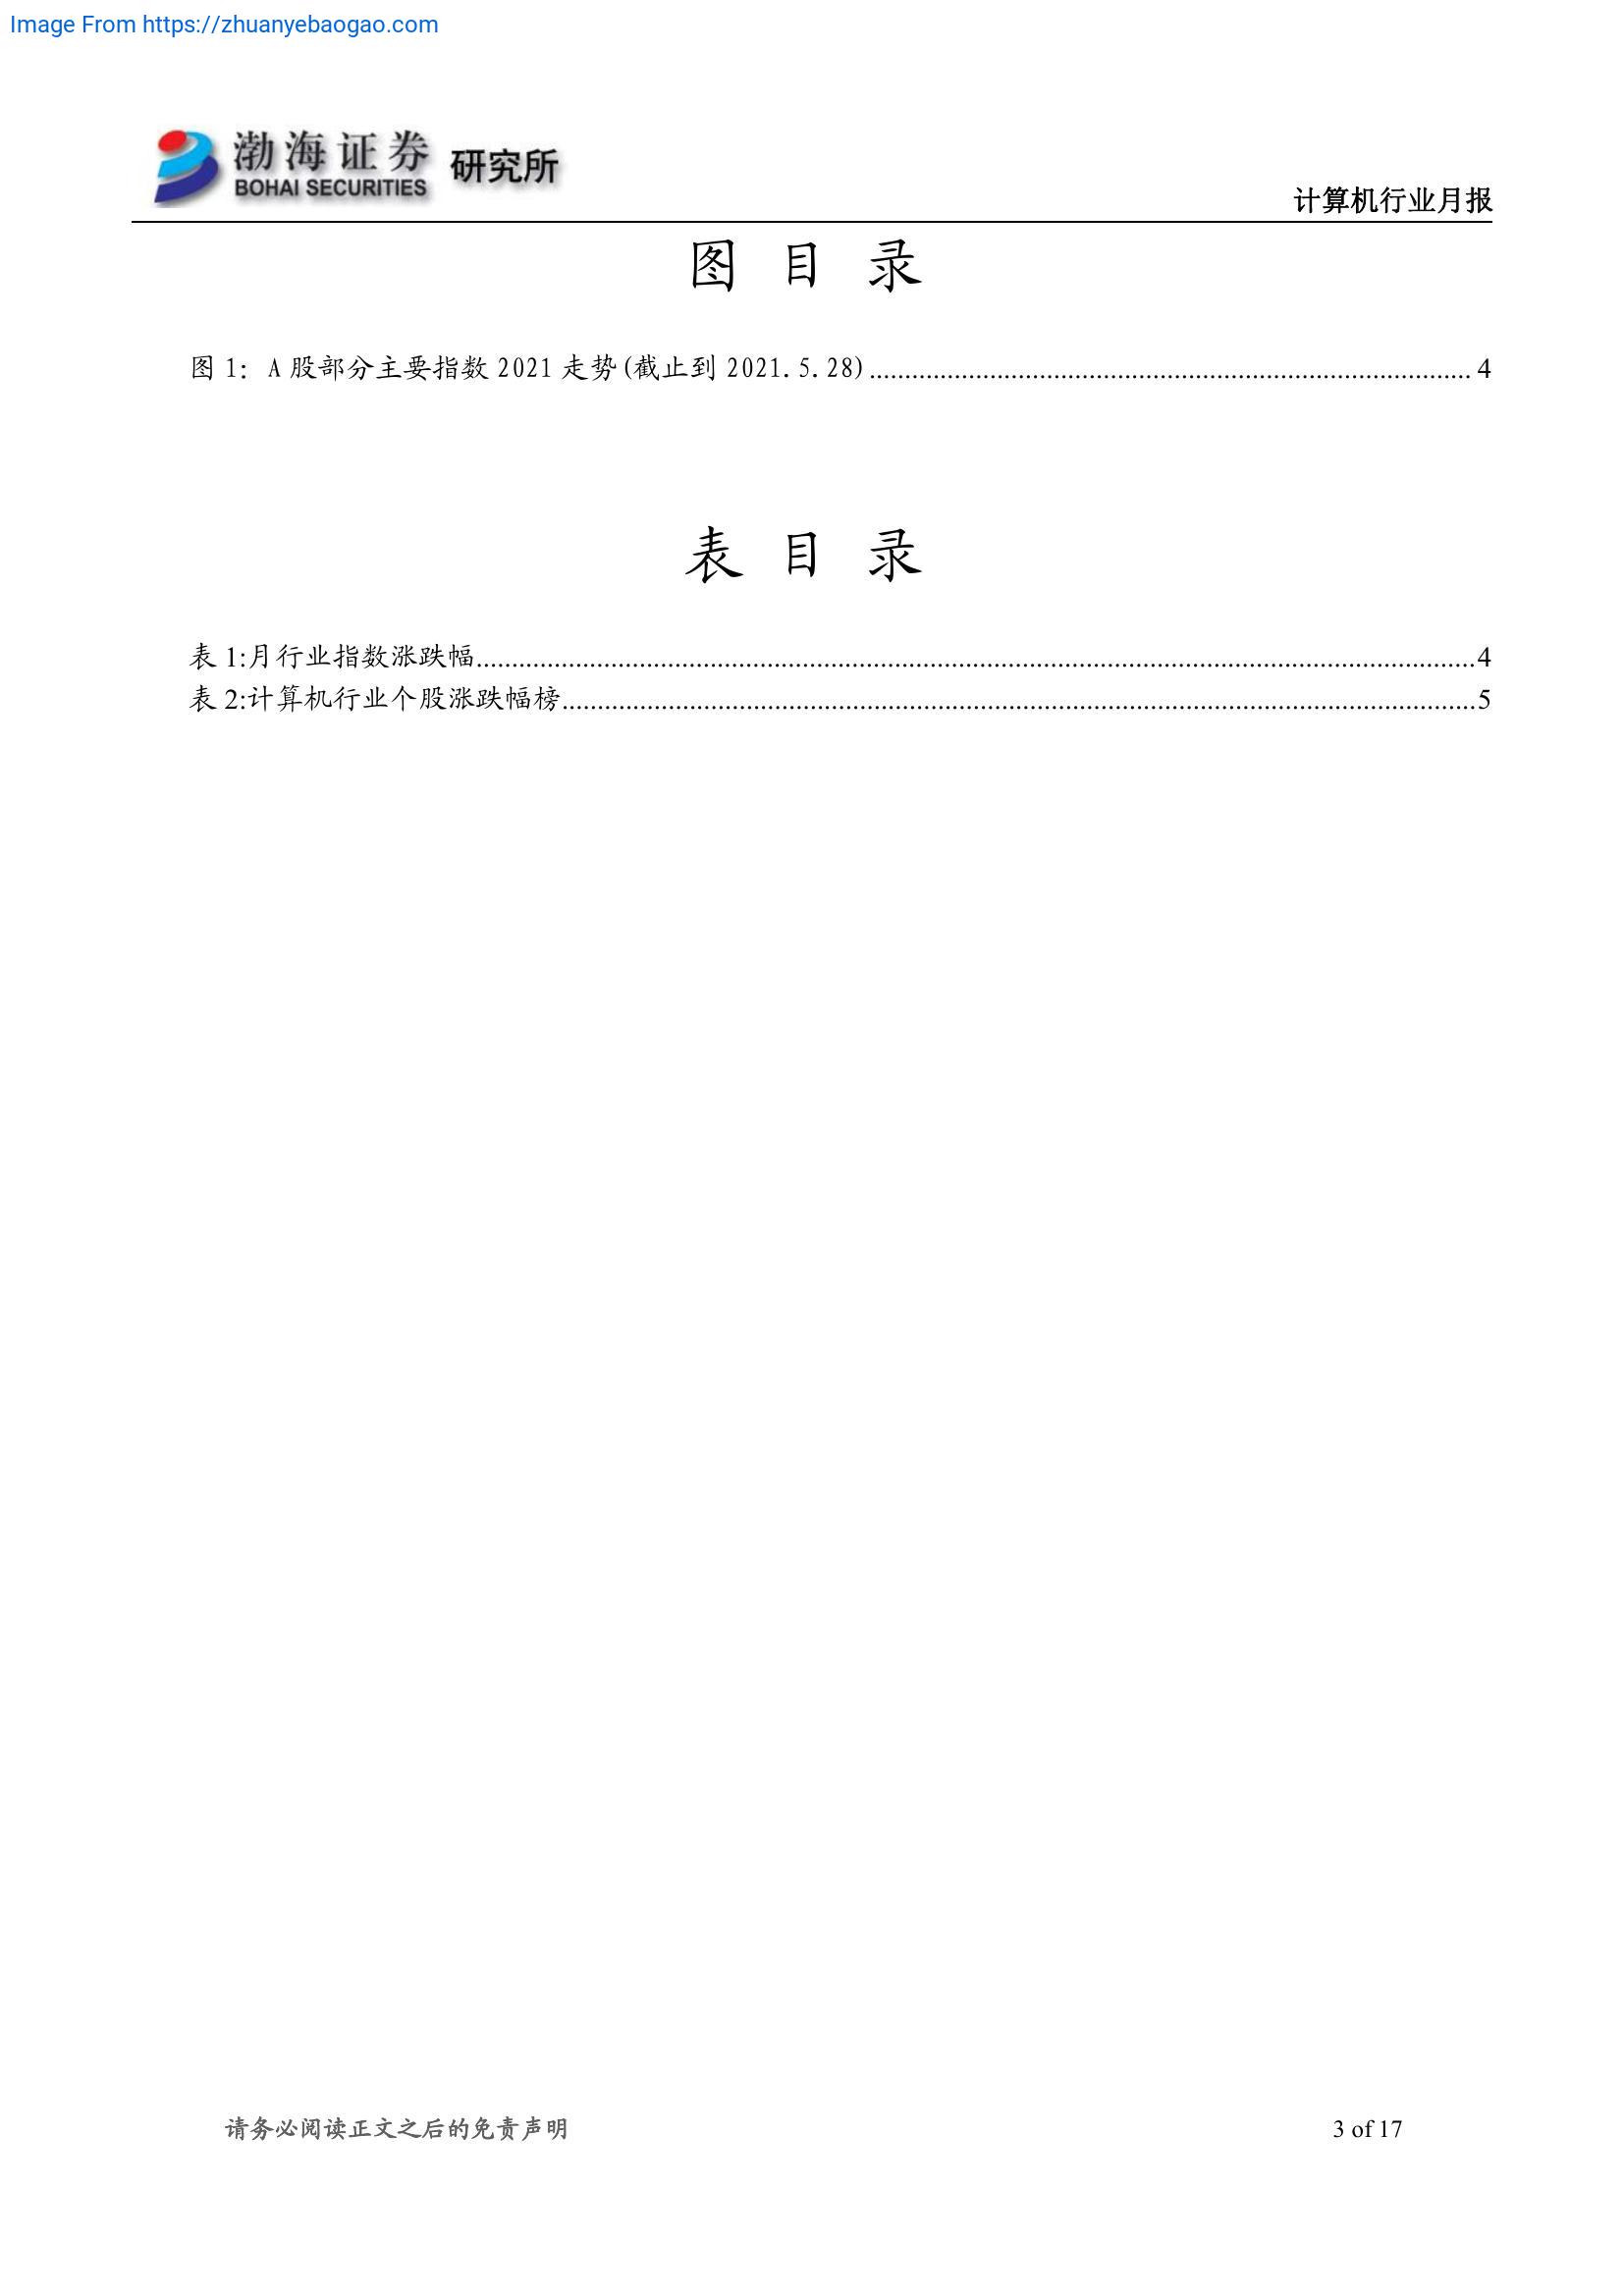 Image From https://zhuanyebaogao.com
渤海证券 研究所
BOHAI SECURITIES
计算机行业月报
图 目 录
图 1：A 股部分主要指数 2021 走势(截止到 2021.5.28)........................................ 4
表 目 录
表 1:月行业指数涨跌幅........................................4
表 2:计算机行业个股涨跌幅榜........................................5
请务必阅读正文之后的免责声明
3 of 17